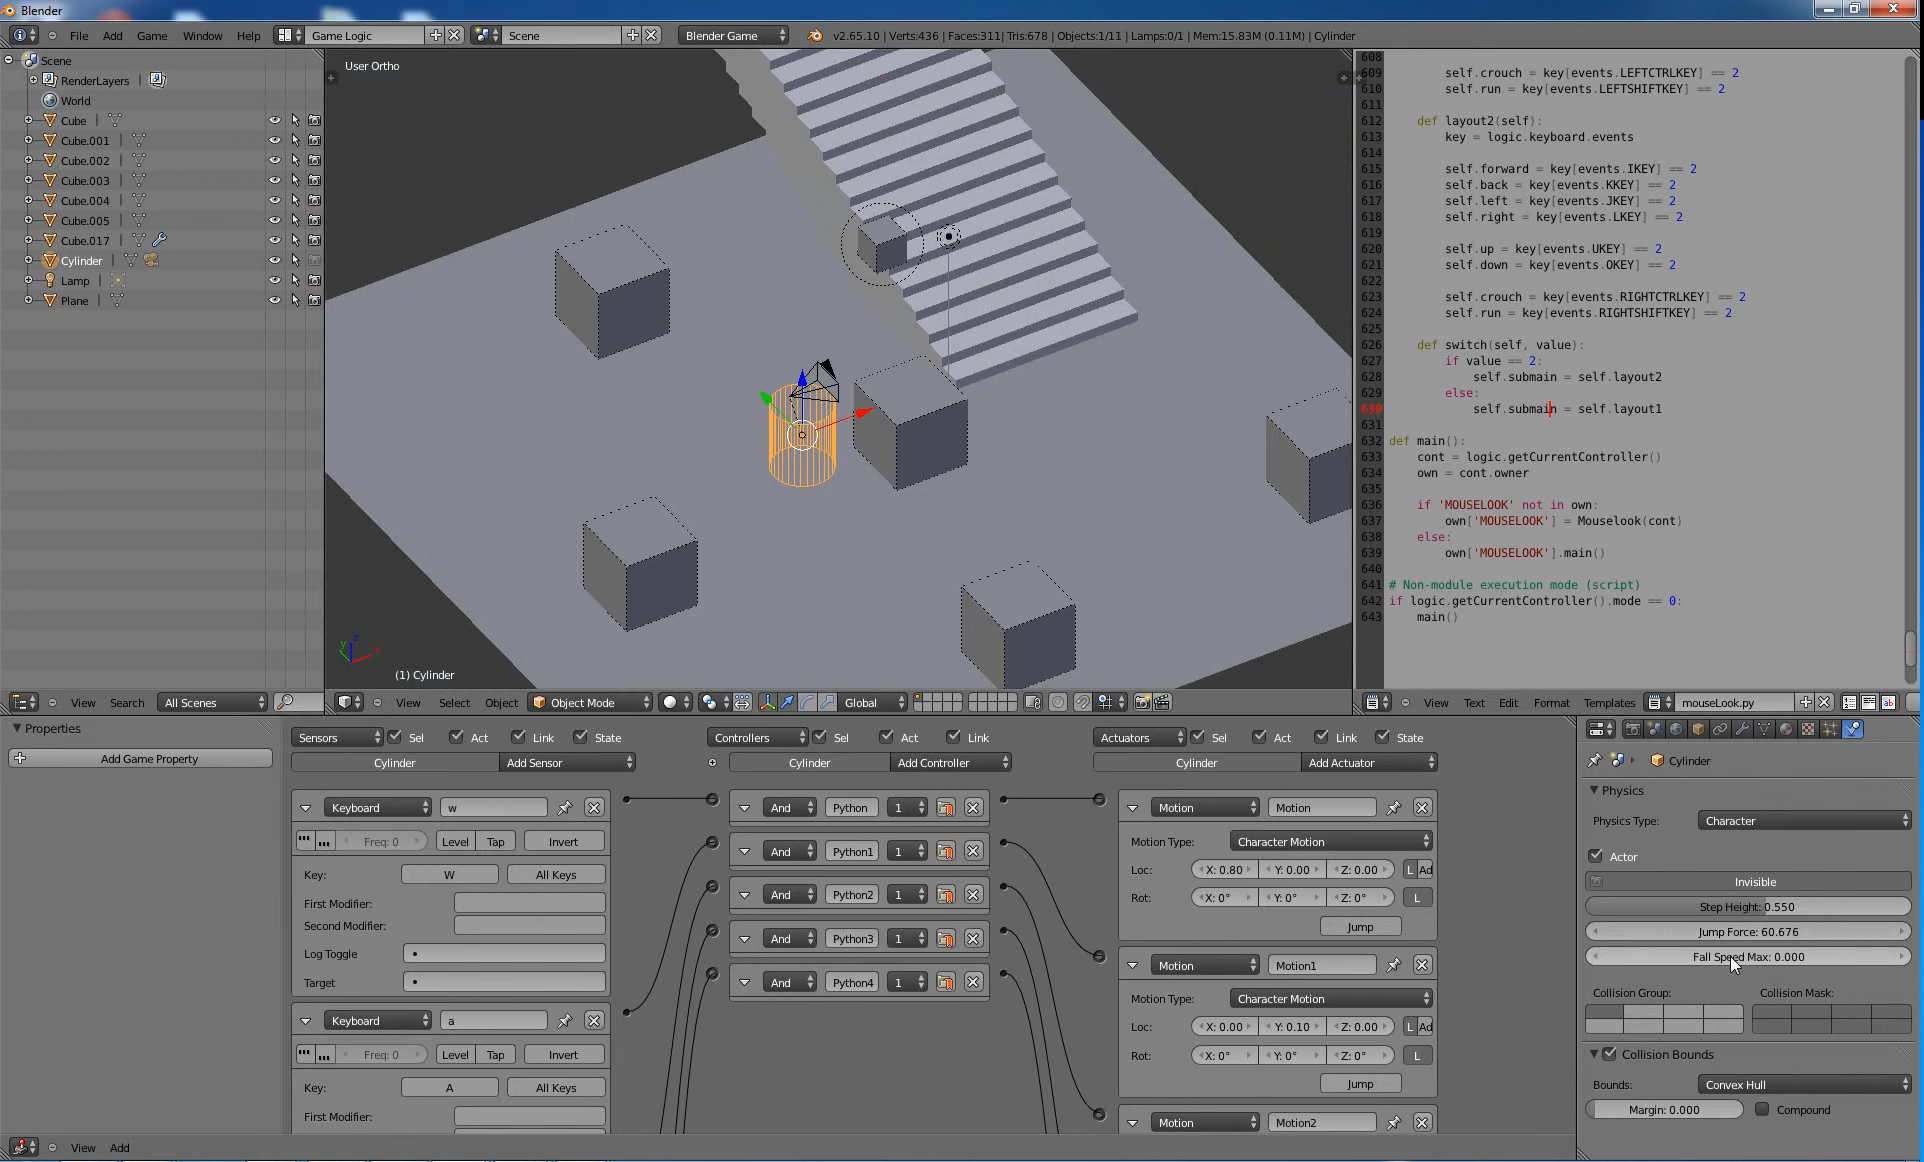 Blender
File Add Game Window Help Game Logic Scene Blender Game v2.65.10 | Verts:436 | Faces:311| Tris:678 | Objects:1/11 | Lamps:0/1 | Mem:15.83M (0.11M) | Cylinder
Scene
RenderLayers |
World
Cube |
Cube.001 |
Cube.002 |
Cube.003 |
Cube.004 |
Cube.005 |
Cube.017 |
Cylinder |
Lamp |
Plane |
View Search All Scenes
User Ortho
(1) Cylinder
View Select Object Object Mode Global
608
609 self.crouch = key[events.LEFTCTRLKEY] == 2
610 self.run = key[events.LEFTSHIFTKEY] == 2
611
612 def layout2(self):
613 key = logic.keyboard.events
614
615 self.forward = key[events.IKEY] == 2
616 self.back = key[events.KKEY] == 2
617 self.left = key[events.JKEY] == 2
618 self.right = key[events.LKEY] == 2
619
620 self.up = key[events.UKEY] == 2
621 self.down = key[events.OKEY] == 2
622
623 self.crouch = key[events.RIGHTCTRLKEY] == 2
624 self.run = key[events.RIGHTSHIFTKEY] == 2
625
626 def switch(self, value):
627 if value == 2:
628 self.submain = self.layout2
629 else:
630 self.submain = self.layout1
631
632 def main():
633 cont = logic.getCurrentController()
634 own = cont.owner
635
636 if 'MOUSELOOK' not in own:
637 own['MOUSELOOK'] = Mouselook(cont)
638 else:
639 own['MOUSELOOK'].main()
640
641 # Non-module execution mode (script)
642 if logic.getCurrentController().mode == 0:
643 main()
View Text Edit Format Templates mouseLook.py
Properties
Add Game Property
Sensors Sel Act Link State
Cylinder Add Sensor
Keyboard w
Freq: 0 Level Tap Invert
Key: W All Keys
First Modifier:
Second Modifier:
Log Toggle
Target
Keyboard a
Freq: 0 Level Tap Invert
Key: A All Keys
First Modifier:
Controllers Sel Act Link
Cylinder Add Controller
And Python 1
And Python1 1
And Python2 1
And Python3 1
And Python4 1
Actuators Sel Act Link State
Cylinder Add Actuator
Motion Motion
Motion Type: Character Motion
Loc: X: 0.80 Y: 0.00 Z: 0.00 L Ad
Rot: X: 0° Y: 0° Z: 0° L
Jump
Motion Motion1
Motion Type: Character Motion
Loc: X: 0.00 Y: 0.10 Z: 0.00 L Ad
Rot: X: 0° Y: 0° Z: 0° L
Jump
Motion Motion2
Cylinder
Physics
Physics Type: Character
Actor
Invisible
Step Height: 0.550
Jump Force: 60.676
Fall Speed Max: 0.000
Collision Group: Collision Mask:
Collision Bounds
Bounds: Convex Hull
Margin: 0.000 Compound
View Add